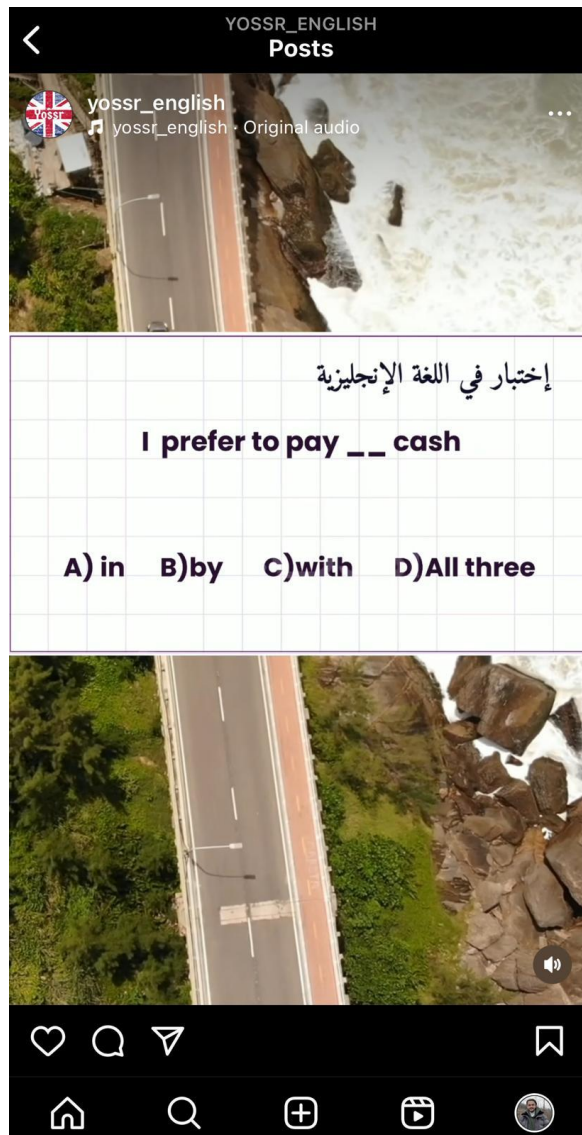 YOSSR_ENGLISH
Posts
Yossr
yossr_english
yossr_english · Original audio
إختبار في اللغة الإنجليزية
I prefer to pay __ cash
A) in B)by C)with D)All three